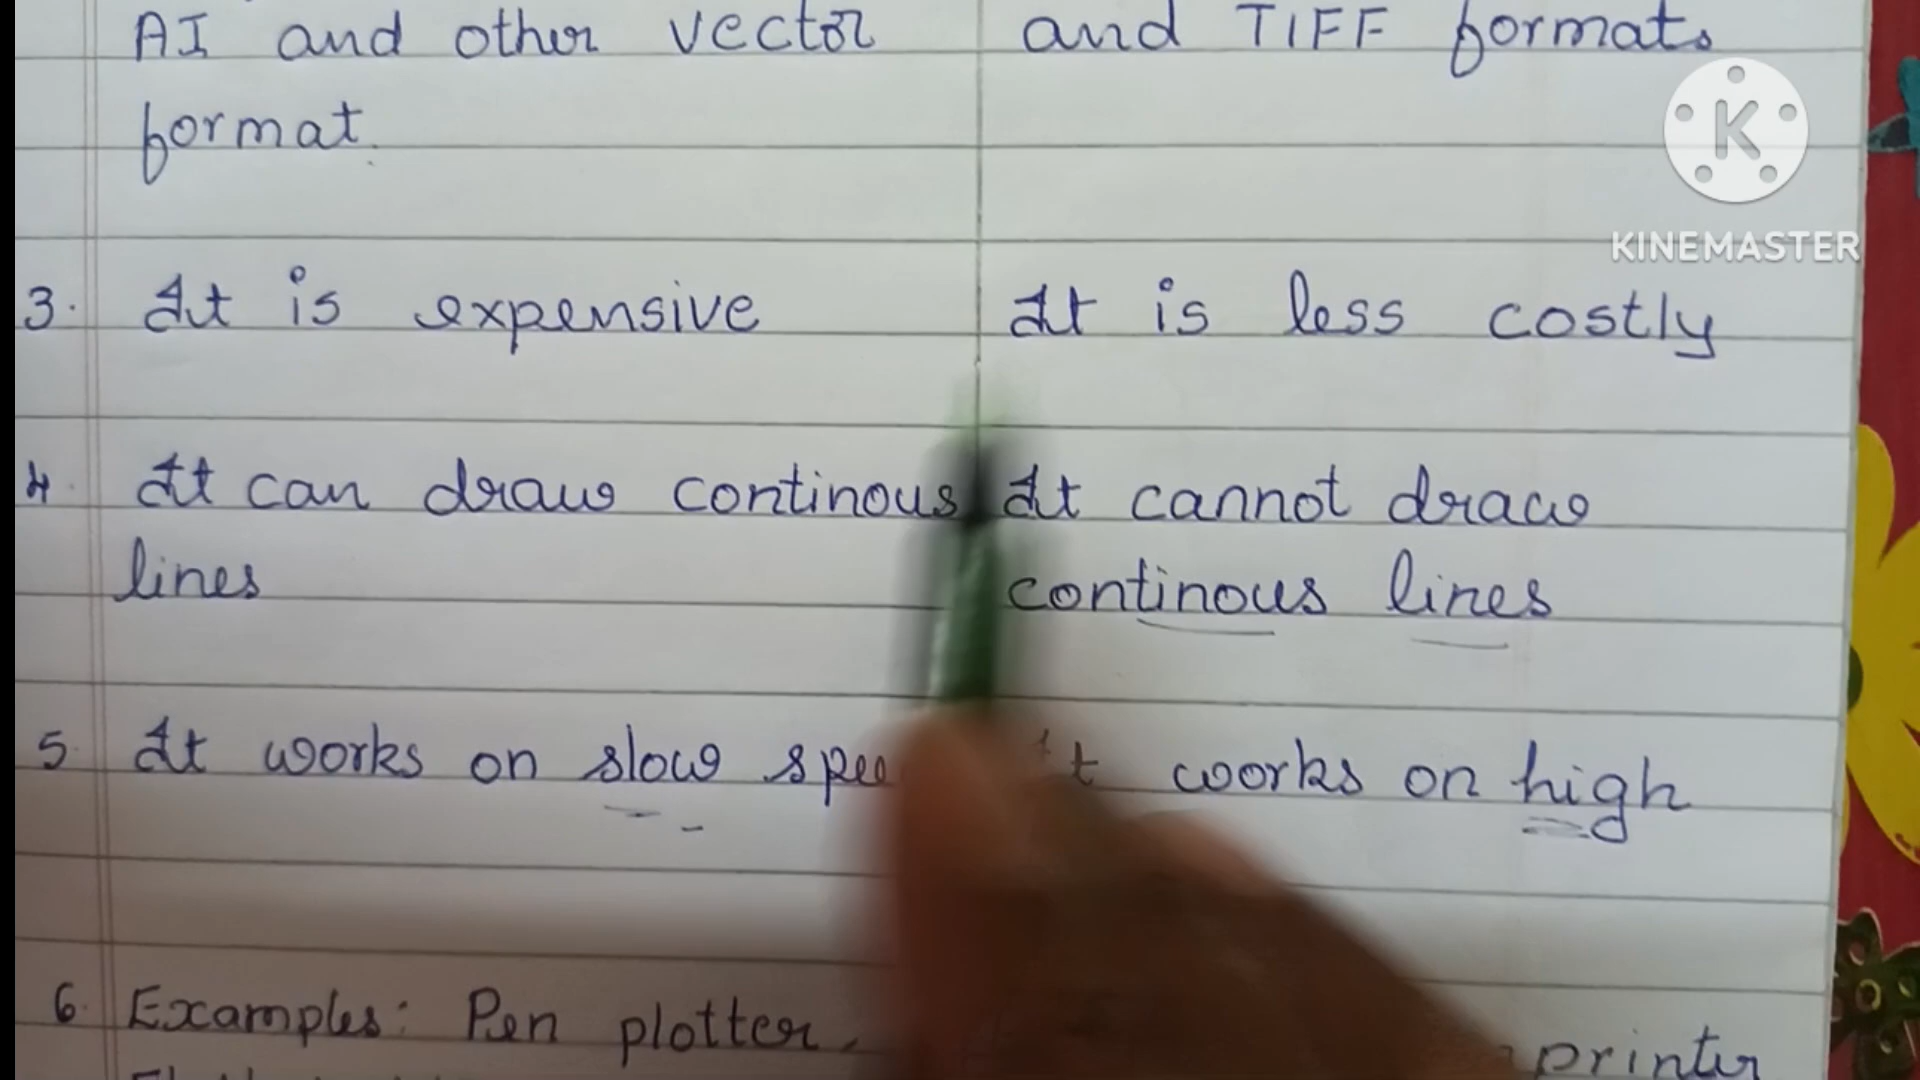 AI and other vector
format.
3. It is expensive
4. It can draw continous
lines
5. It works on slow
6. Examples: Pen plotter,
and TIFF formats
It is less costly
It cannot draw
continous lines
It works on high
printer
K
KINEMASTER